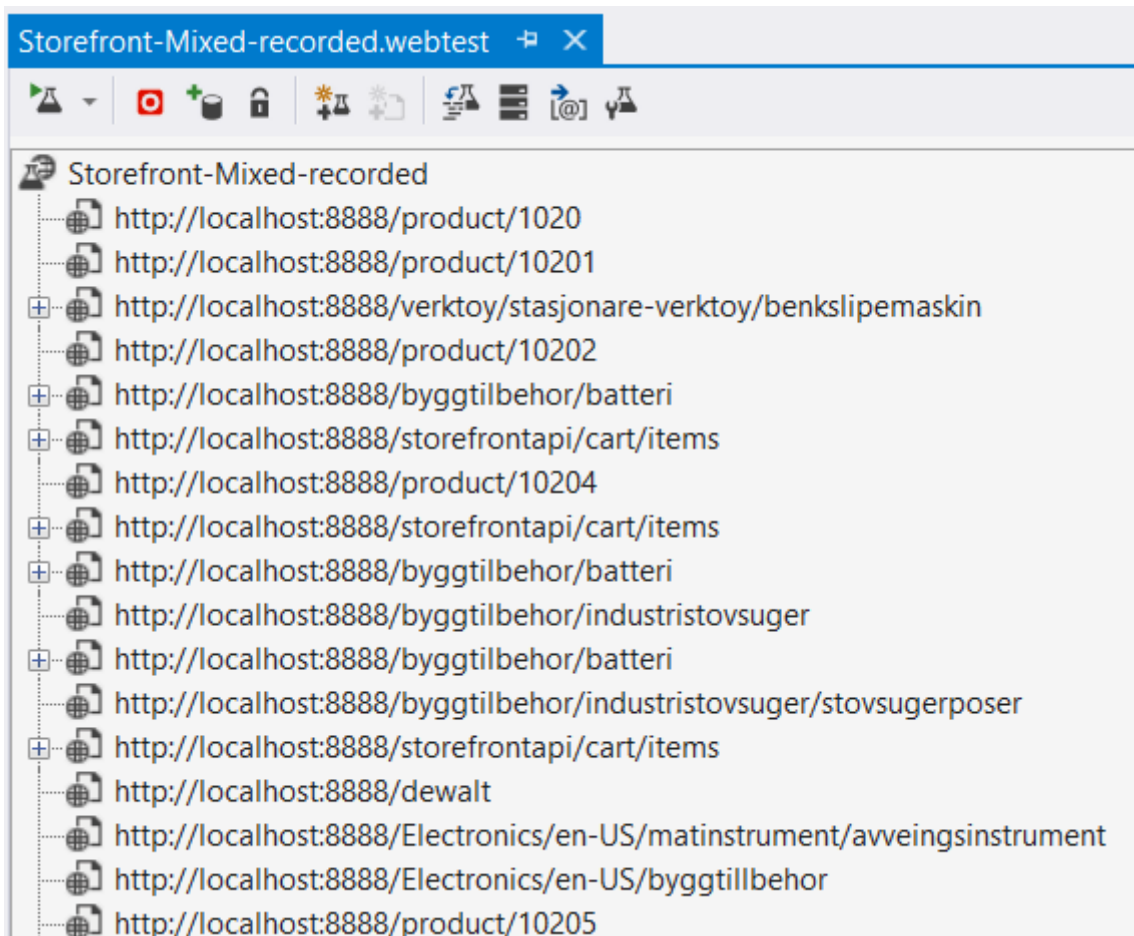 Storefront-Mixed-recorded.webtest
Storefront-Mixed-recorded
http://localhost:8888/product/1020
http://localhost:8888/product/10201
http://localhost:8888/verktoy/stasjonare-verktoy/benkslipemaskin
http://localhost:8888/product/10202
http://localhost:8888/byggtilbehor/batteri
http://localhost:8888/storefrontapi/cart/items
http://localhost:8888/product/10204
http://localhost:8888/storefrontapi/cart/items
http://localhost:8888/byggtilbehor/batteri
http://localhost:8888/byggtilbehor/industristovsuger
http://localhost:8888/byggtilbehor/batteri
http://localhost:8888/byggtilbehor/industristovsuger/stovsugerposer
http://localhost:8888/storefrontapi/cart/items
http://localhost:8888/dewalt
http://localhost:8888/Electronics/en-US/matinstrument/avveingsinstrument
http://localhost:8888/Electronics/en-US/byggtillbehor
http://localhost:8888/product/10205